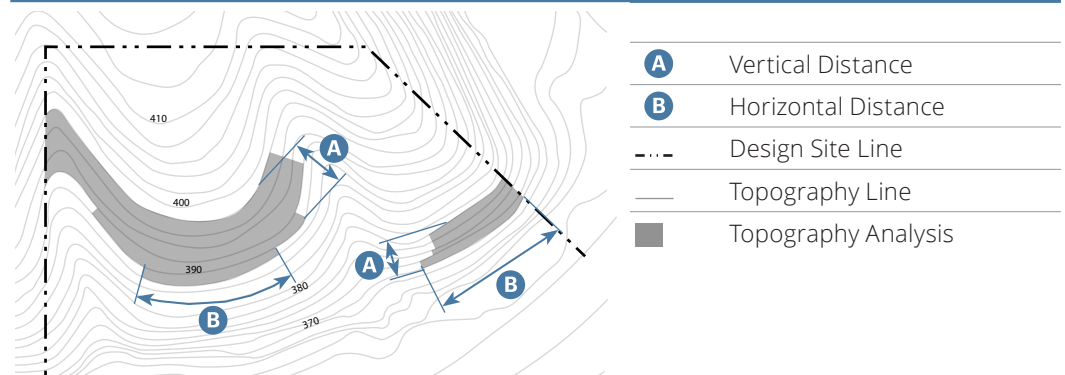 410
400
390
380
370
A
B
A
B
A Vertical Distance
B Horizontal Distance
Design Site Line
Topography Line
Topography Analysis